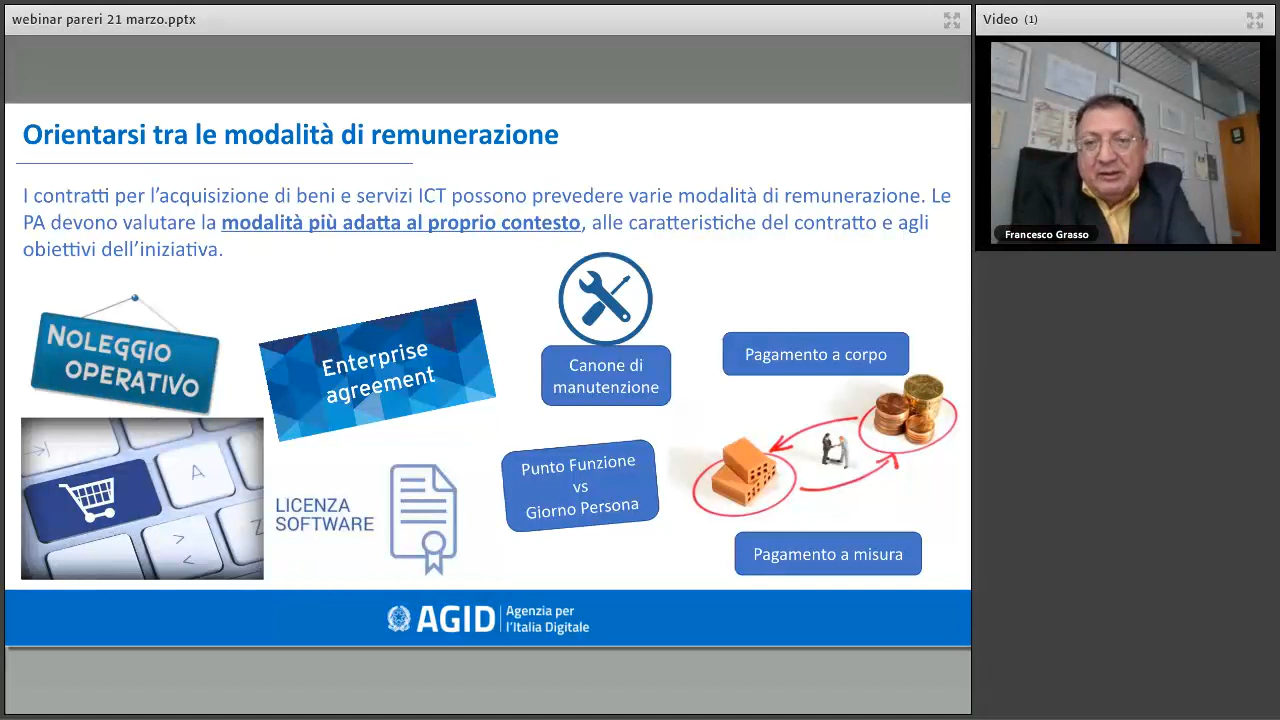 webinar pareri 21 marzo.pptx
Video (1)
Francesco Grasso
Orientarsi tra le modalità di remunerazione
I contratti per l’acquisizione di beni e servizi ICT possono prevedere varie modalità di remunerazione. Le
PA devono valutare la modalità più adatta al proprio contesto, alle caratteristiche del contratto e agli
obiettivi dell’iniziativa.
NOLEGGIO
OPERATIVO
Enterprise
agreement
Canone di
manutenzione
Pagamento a corpo
A
>
<
Z
LICENZA
SOFTWARE
Punto Funzione
vs
Giorno Persona
Pagamento a misura
AGID
Agenzia per
l’Italia Digitale